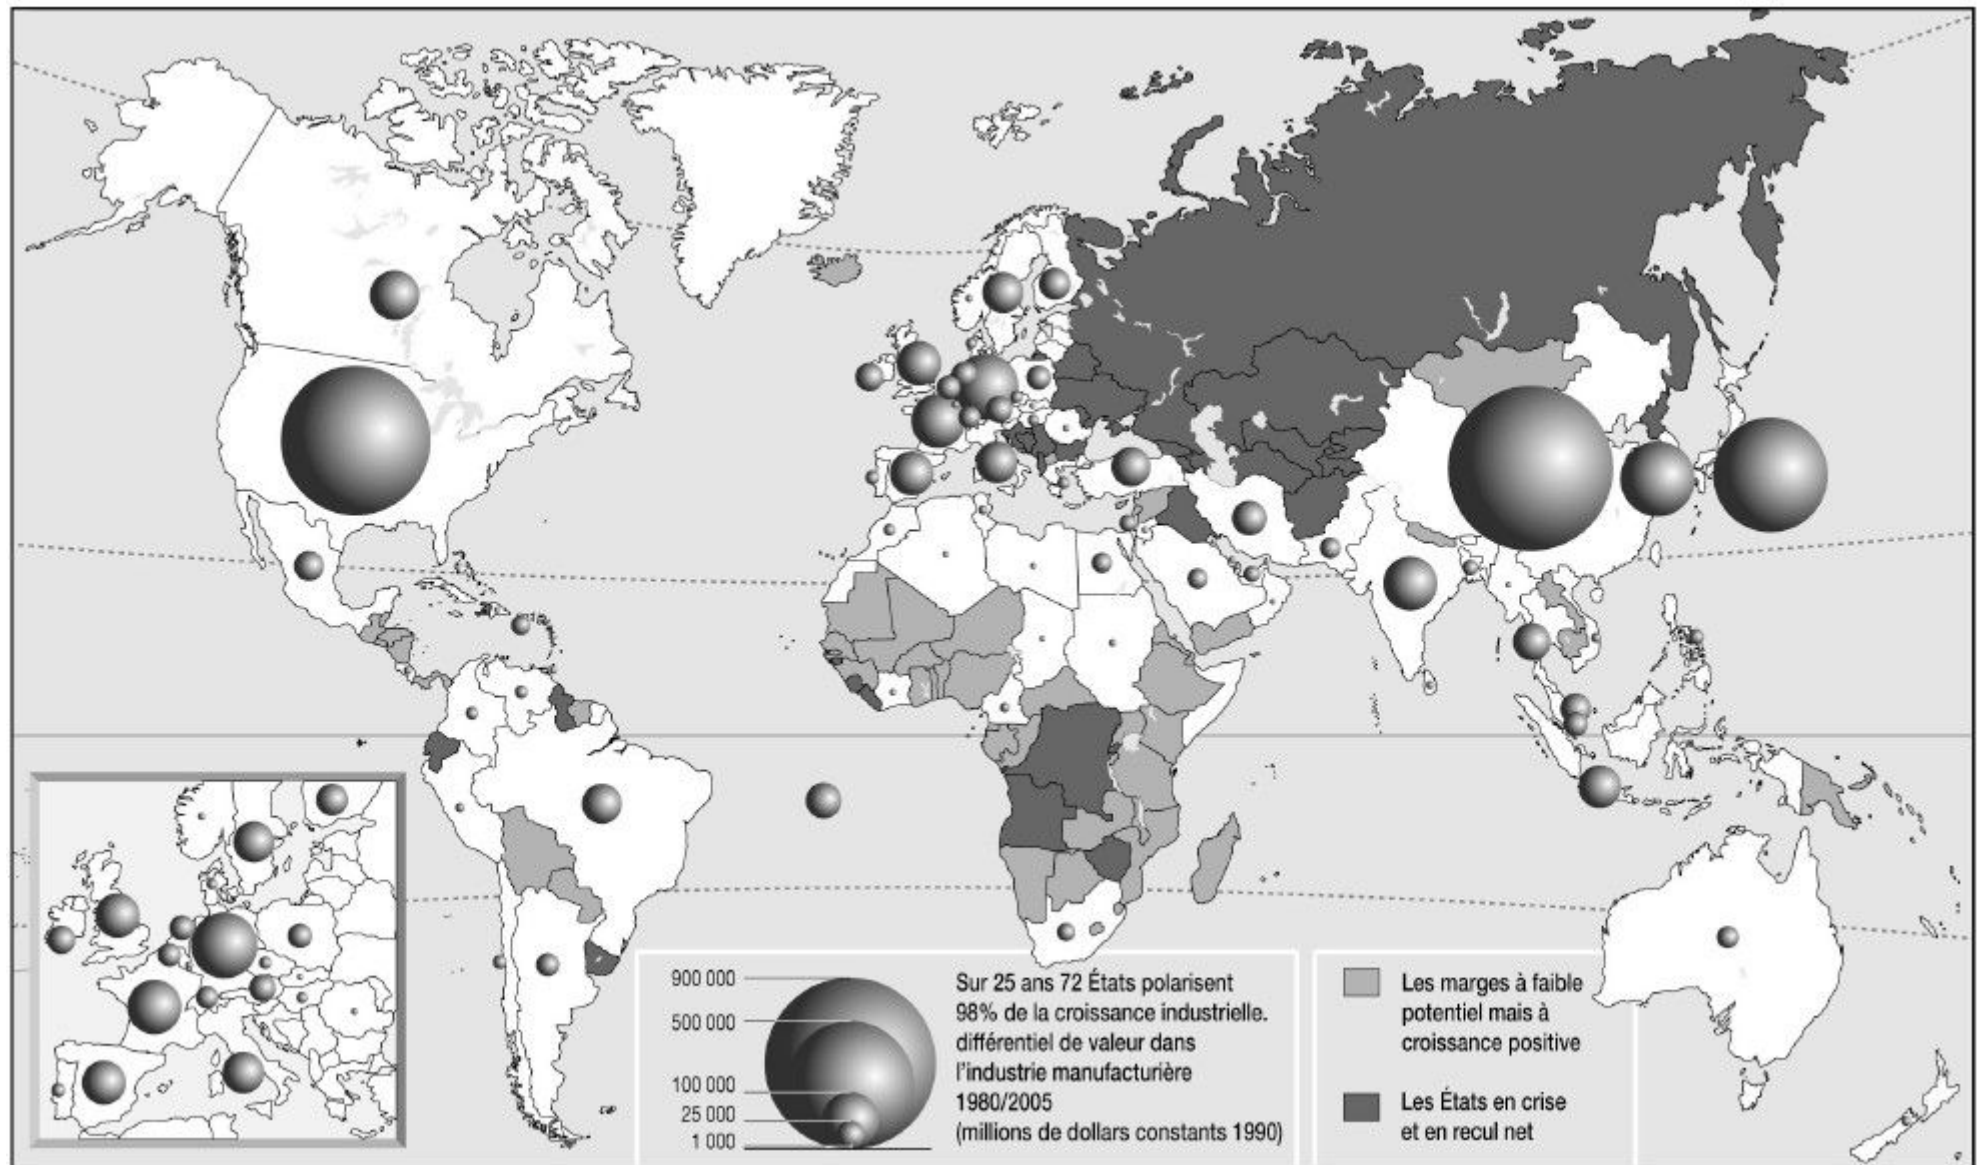 900 000
500 000
100 000
25 000
1 000
Sur 25 ans 72 États polarisent
98% de la croissance industrielle.
différentiel de valeur dans
l'industrie manufacturière
1980/2005
(millions de dollars constants 1990)
Les marges à faible
potentiel mais à
croissance positive
Les États en crise
et en recul net